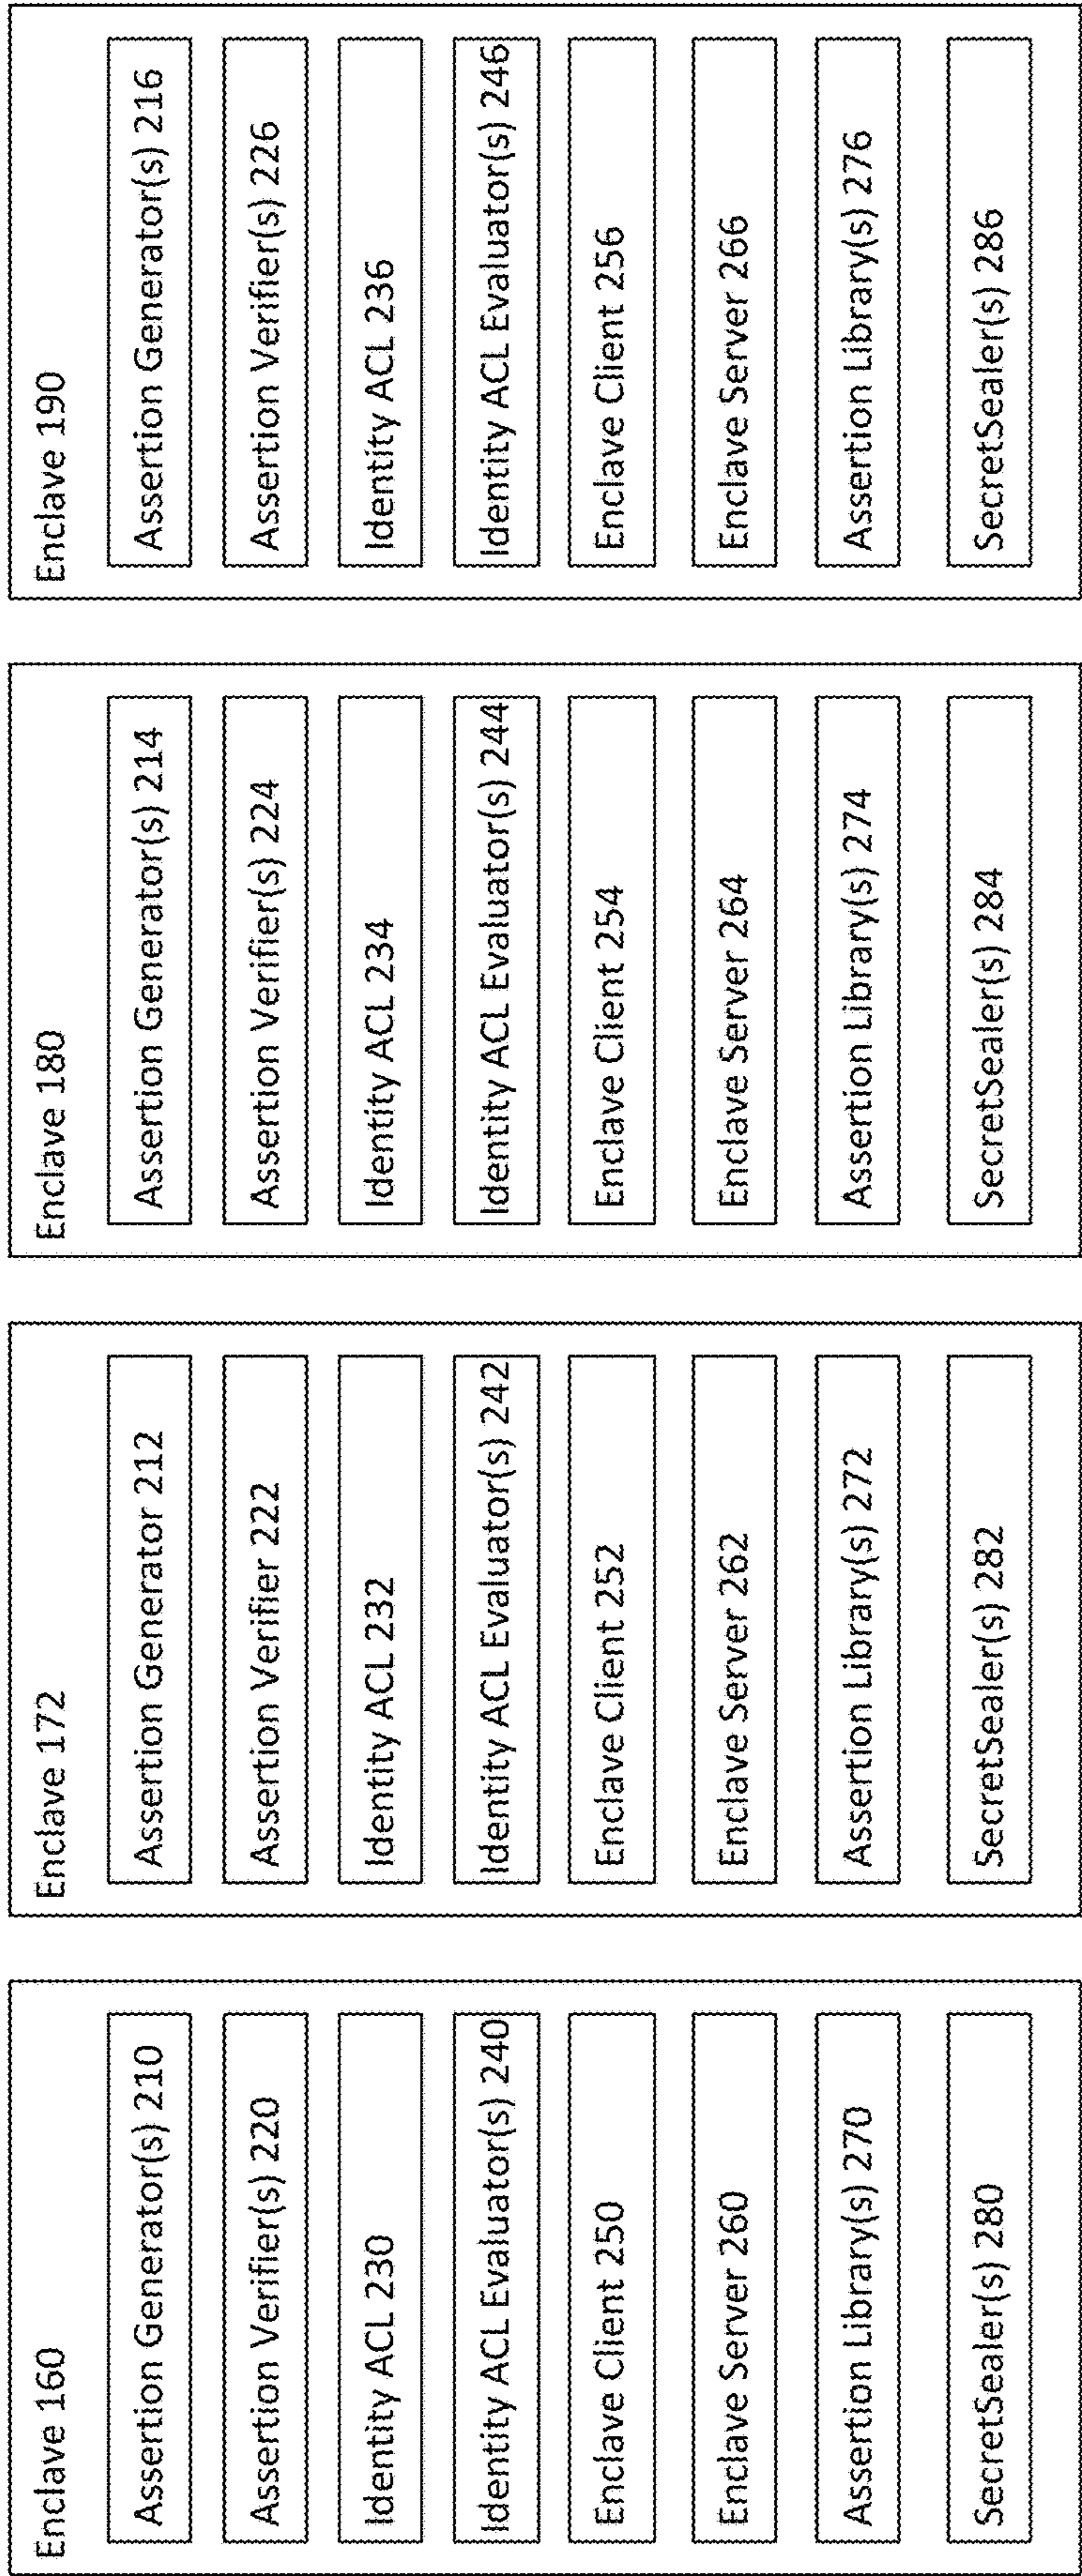 Enclave 160
Assertion Generator(s) 210
Assertion Verifier(s) 220
Identity ACL 230
Identity ACL Evaluator(s) 240
Enclave Client 250
Enclave Server 260
Assertion Library(s) 270
SecretSealer(s) 280
Enclave 172
Assertion Generator 212
Assertion Verifier 222
Identity ACL 232
Identity ACL Evaluator(s) 242
Enclave Client 252
Enclave Server 262
Assertion Library(s) 272
SecretSealer(s) 282
Enclave 180
Assertion Generator(s) 214
Assertion Verifier(s) 224
Identity ACL 234
Identity ACL Evaluator(s) 244
Enclave Client 254
Enclave Server 264
Assertion Library(s) 274
SecretSealer(s) 284
Enclave 190
Assertion Generator(s) 216
Assertion Verifier(s) 226
Identity ACL 236
Identity ACL Evaluator(s) 246
Enclave Client 256
Enclave Server 266
Assertion Library(s) 276
SecretSealer(s) 286